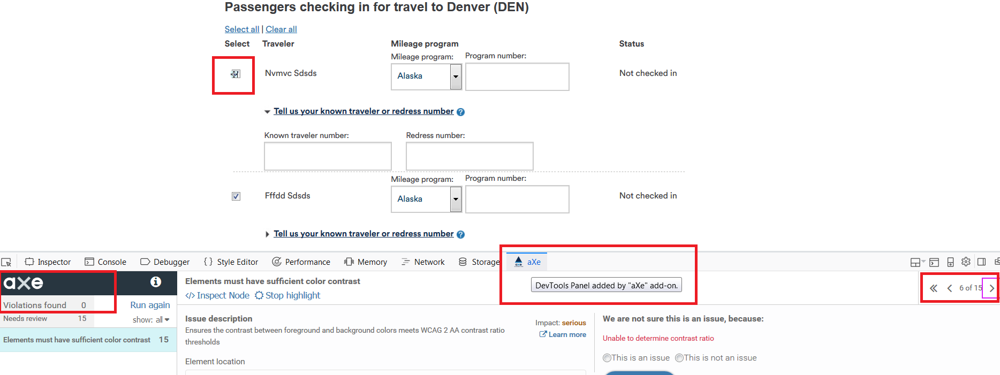 Passengers checking in for travel to Denver (DEN)
Select all | Clear all
Select Traveler Mileage program Status
Mileage program: Program number:
Nvmvc Sdsds Alaska Not checked in
Tell us your known traveler or redress number ?
Known traveler number: Redress number:
Mileage program: Program number:
Fffdd Sdsds Alaska Not checked in
Tell us your known traveler or redress number ?
Inspector Console Debugger {} Style Editor Performance Memory Network Storage aXe
DevTools Panel added by "aXe" add-on.
aXe
Violations found 0
Run again
Needs review 15
show: all
Elements must have sufficient color contrast 15
Elements must have sufficient color contrast
</> Inspect Node Stop highlight
6 of 15
Issue description
Ensures the contrast between foreground and background colors meets WCAG 2 AA contrast ratio
thresholds
Impact: serious
Learn more
Element location
We are not sure this is an issue, because:
Unable to determine contrast ratio
This is an issue This is not an issue